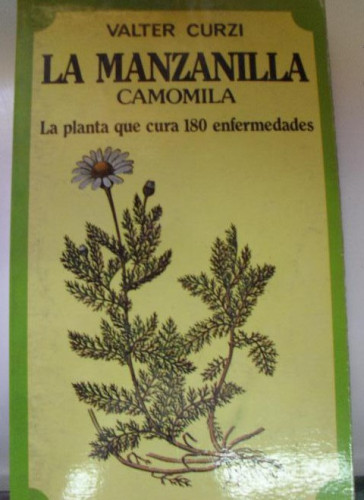 VALTER CURZI
LA MANZANILLA
CAMOMILA
La planta que cura 180 enfermedades